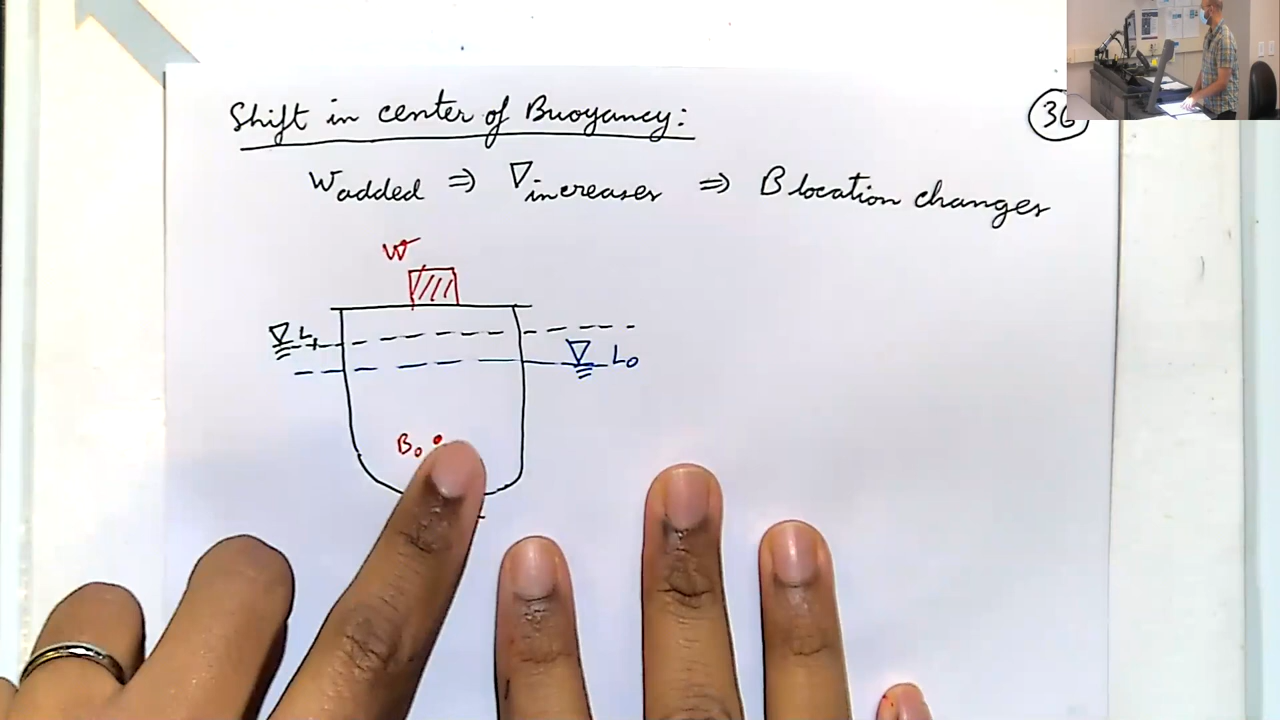 Shift in center of Buoyancy:
36
W added ⇒ ∇ increases ⇒ B location changes
W
L₁
L₀
B₀